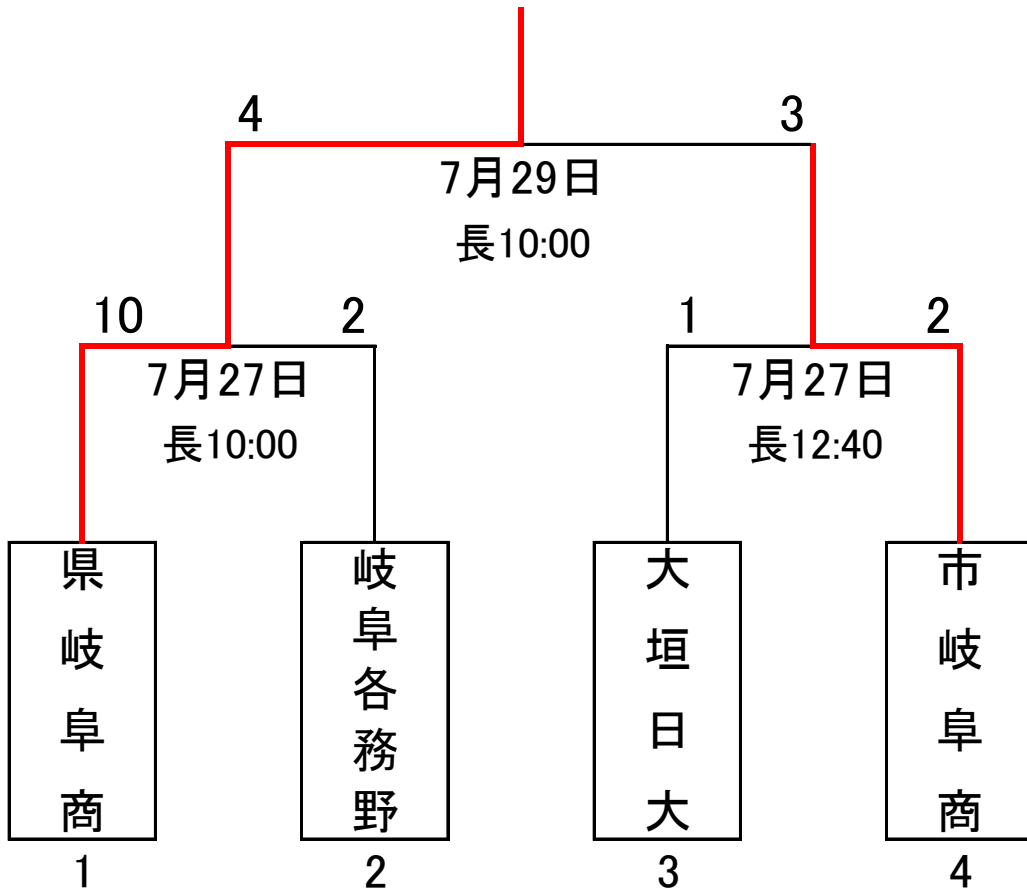 4 3
7月29日
長10:00
10 2 1 2
7月27日 7月27日
長10:00 長12:40
県岐阜商
岐阜各務野
大垣日大
市岐阜商
1 2 3 4